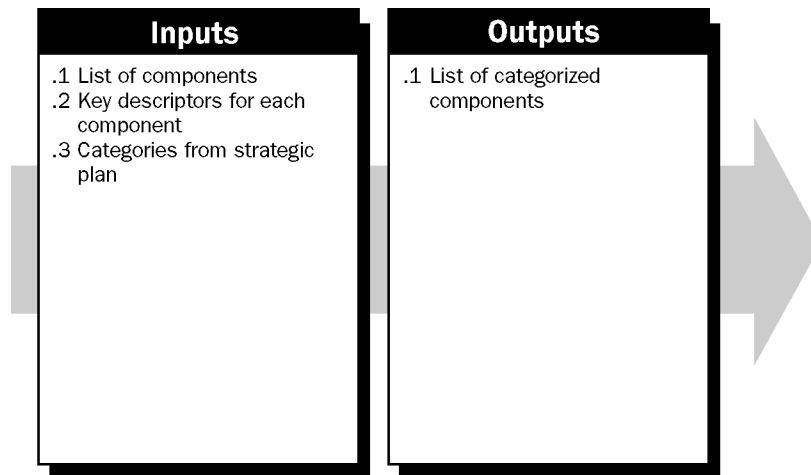 Inputs
.1 List of components
.2 Key descriptors for each
component
.3 Categories from strategic
plan
Outputs
.1 List of categorized
components